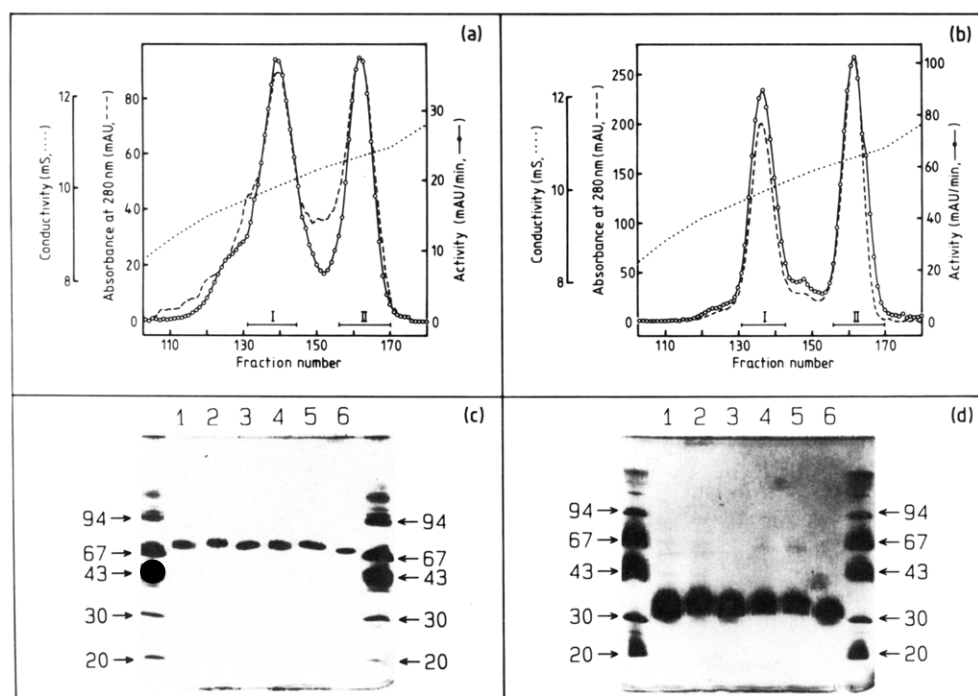 (a)
Conductivity (mS, ····)
12
10
8
Absorbance at 280 nm (mAU, ---)
80
60
40
20
0
30
20
10
0
Activity (mAU/min, —o—)
I
II
110 130 150 170
Fraction number
(b)
Conductivity (mS, ····)
12
10
8
Absorbance at 280 nm (mAU, ---)
250
200
150
100
50
0
100
80
60
40
20
0
Activity (mAU/min, —o—)
I
II
110 130 150 170
Fraction number
(c)
1 2 3 4 5 6
94 → ← 94
67 → ← 67
43 → ← 43
30 → ← 30
20 → ← 20
(d)
1 2 3 4 5 6
94 → ← 94
67 → ← 67
43 → ← 43
30 → ← 30
20 → ← 20